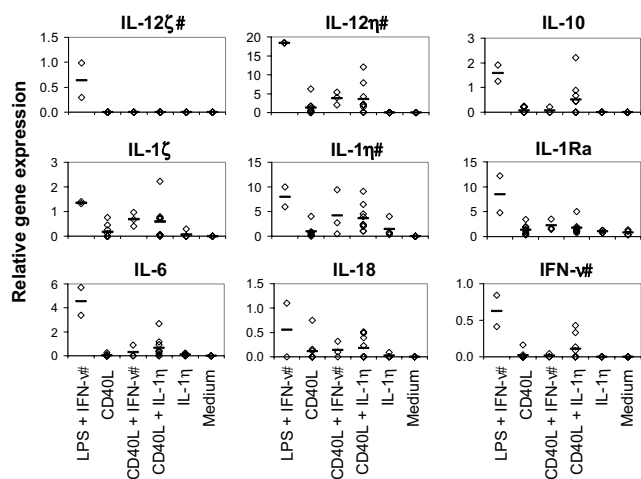 IL-12ζ#
IL-12η#
IL-10
1.5
1.0
0.5
0.0
20
15
10
5
0
3
2
1
0
IL-1ζ
IL-1η#
IL-1Ra
3
2
1
0
15
10
5
0
15
10
5
0
IL-6
IL-18
IFN-ν#
6
4
2
0
1.5
1.0
0.5
0.0
1.0
0.5
0.0
Relative gene expression
LPS + IFN-ν#
CD40L
CD40L + IFN-ν#
CD40L + IL-1η
IL-1η
Medium
LPS + IFN-ν#
CD40L
CD40L + IFN-ν#
CD40L + IL-1η
IL-1η
Medium
LPS + IFN-ν#
CD40L
CD40L + IFN-ν#
CD40L + IL-1η
IL-1η
Medium